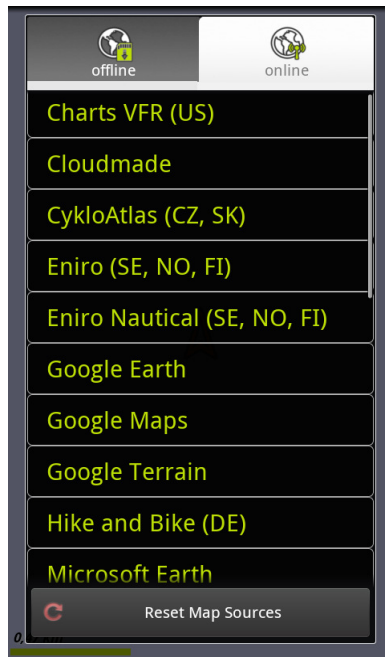 offline
online
Charts VFR (US)
Cloudmade
CykloAtlas (CZ, SK)
Eniro (SE, NO, FI)
Eniro Nautical (SE, NO, FI)
Google Earth
Google Maps
Google Terrain
Hike and Bike (DE)
Microsoft Earth
Reset Map Sources